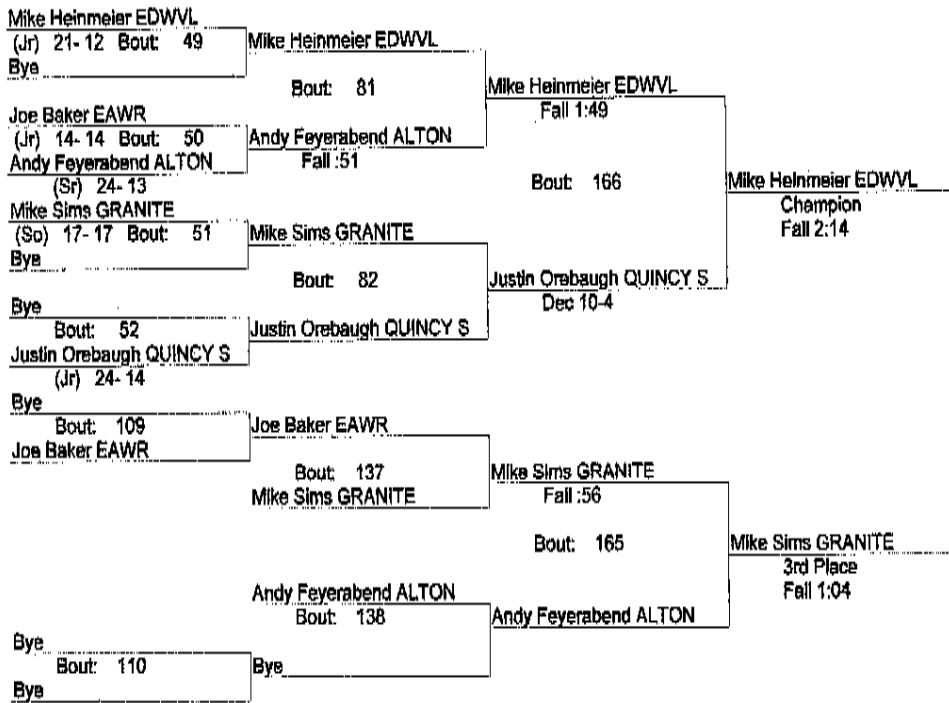 Mike Heinmeier EDWVL
(Jr) 21- 12 Bout: 49
Bye
Mike Heinmeier EDWVL
Bout: 81
Joe Baker EAWR
(Jr) 14- 14 Bout: 50
Andy Feyerabend ALTON
(Sr) 24- 13
Andy Feyerabend ALTON
Fall :51
Mike Heinmeier EDWVL
Fall 1:49
Bout: 166
Mike Sims GRANITE
(So) 17- 17 Bout: 51
Bye
Mike Sims GRANITE
Bout: 82
Bye
Bout: 52
Justin Orebaugh QUINCY S
(Jr) 24- 14
Justin Orebaugh QUINCY S
Justin Orebaugh QUINCY S
Dec 10-4
Mike Heinmeier EDWVL
Champion
Fall 2:14
Bye
Bout: 109
Joe Baker EAWR
Joe Baker EAWR
Bout: 137
Mike Sims GRANITE
Mike Sims GRANITE
Fall :56
Bout: 165
Andy Feyerabend ALTON
Bout: 138
Bye
Bout: 110
Bye
Bye
Andy Feyerabend ALTON
Mike Sims GRANITE
3rd Place
Fall 1:04